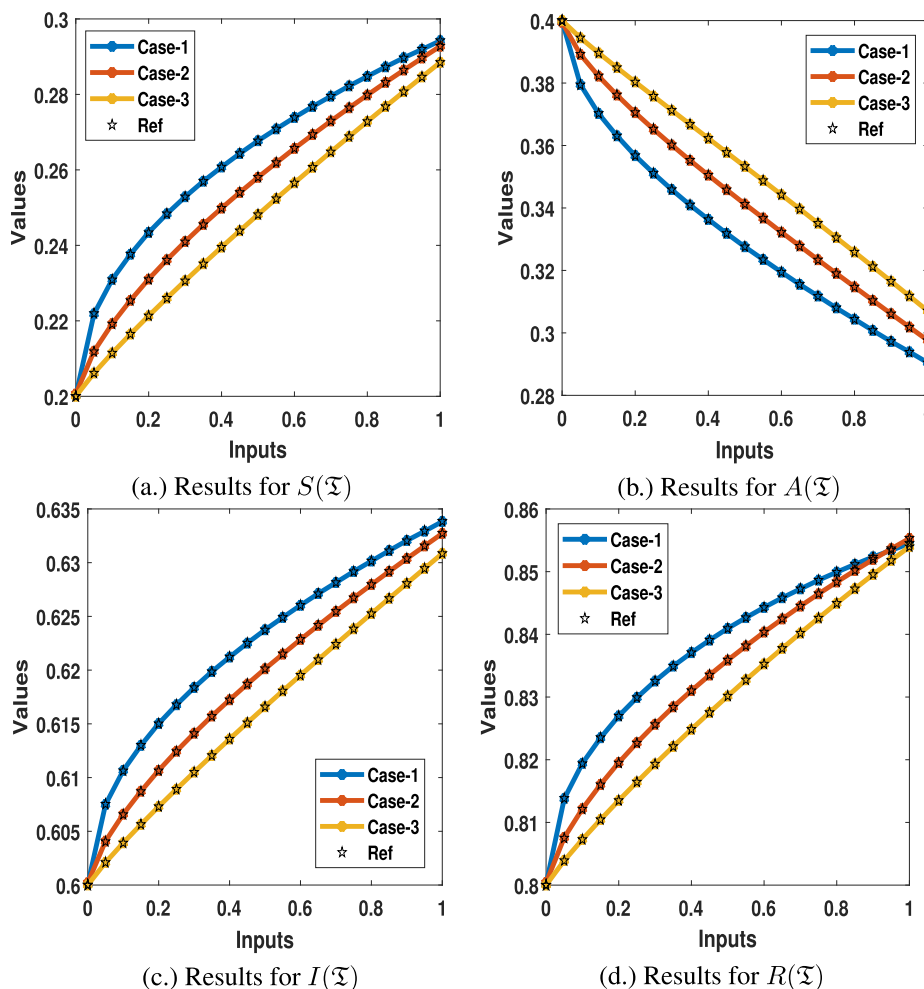 0.3
0.28
0.26
0.24
0.22
0.2
Values
Case-1
Case-2
Case-3
Ref
0 0.2 0.4 0.6 0.8 1
Inputs
(a.) Results for S(𝔗)
0.4
0.38
0.36
0.34
0.32
0.3
0.28
Values
Case-1
Case-2
Case-3
Ref
0 0.2 0.4 0.6 0.8
Inputs
(b.) Results for A(𝔗)
0.635
0.63
0.625
0.62
0.615
0.61
0.605
0.6
Values
Case-1
Case-2
Case-3
Ref
0 0.2 0.4 0.6 0.8 1
Inputs
(c.) Results for I(𝔗)
0.86
0.85
0.84
0.83
0.82
0.81
0.8
Values
Case-1
Case-2
Case-3
Ref
0 0.2 0.4 0.6 0.8 1
Inputs
(d.) Results for R(𝔗)